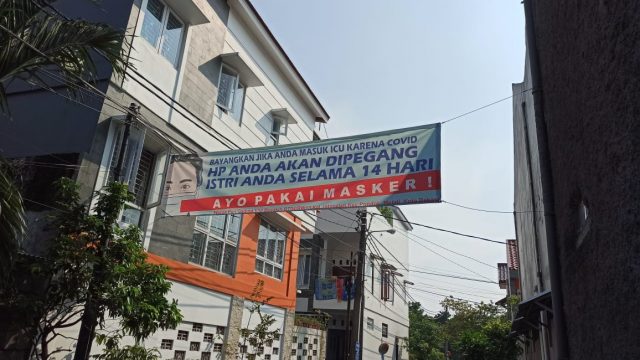 BAYANGKAN JIKA ANDA MASUK ICU KARENA COVID
HP ANDA AKAN DIPEGANG
ISTRI ANDA SELAMA 14 HARI
AYO PAKAI MASKER !